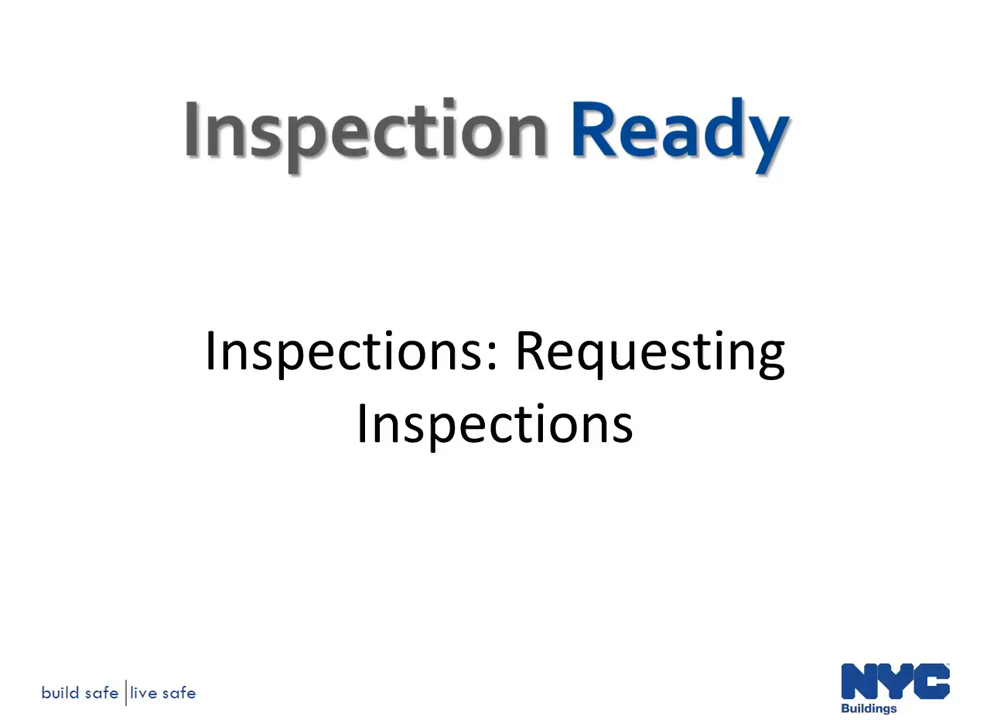 Inspection Ready
Inspections: Requesting
Inspections
build safe | live safe
NYC
Buildings